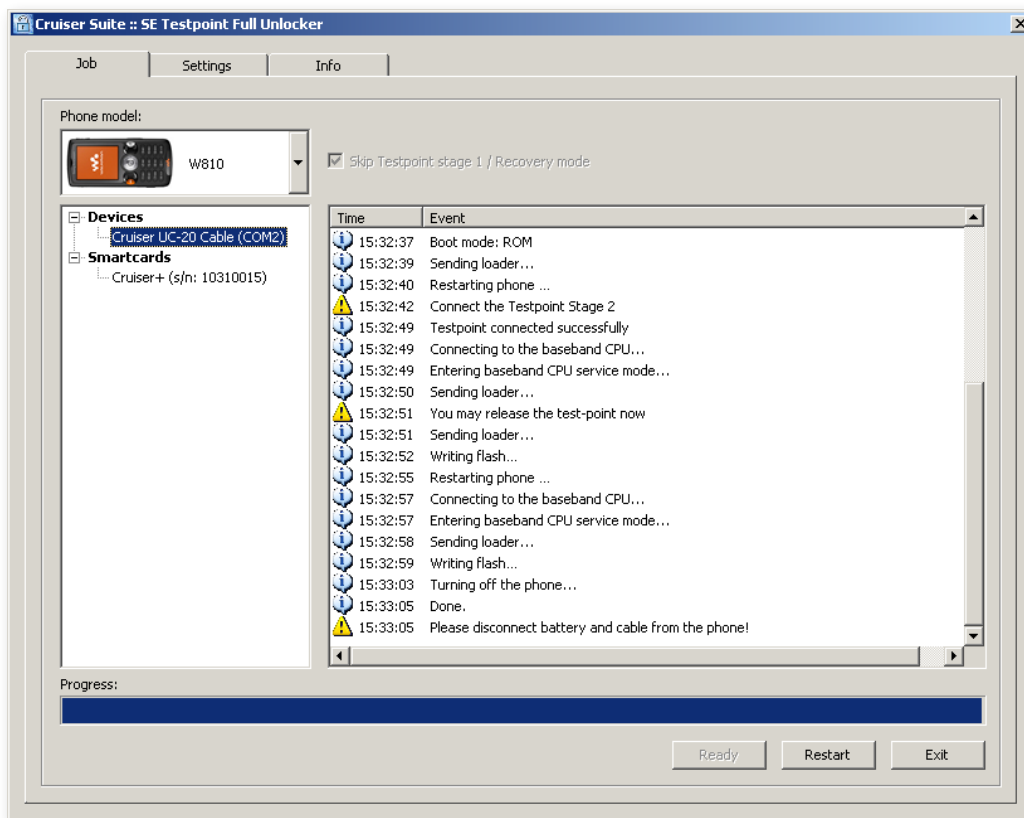 Cruiser Suite :: SE Testpoint Full Unlocker
Job Settings Info
Phone model:
W810
Skip Testpoint stage 1 / Recovery mode
Devices
Cruiser UC-20 Cable (COM2)
Smartcards
Cruiser+ (s/n: 10310015)
Time Event
15:32:37 Boot mode: ROM
15:32:39 Sending loader...
15:32:40 Restarting phone ...
15:32:42 Connect the Testpoint Stage 2
15:32:49 Testpoint connected successfully
15:32:49 Connecting to the baseband CPU...
15:32:49 Entering baseband CPU service mode...
15:32:50 Sending loader...
15:32:51 You may release the test-point now
15:32:51 Sending loader...
15:32:52 Writing flash...
15:32:55 Restarting phone ...
15:32:57 Connecting to the baseband CPU...
15:32:57 Entering baseband CPU service mode...
15:32:58 Sending loader...
15:32:59 Writing flash...
15:33:03 Turning off the phone...
15:33:05 Done.
15:33:05 Please disconnect battery and cable from the phone!
Progress:
Ready Restart Exit